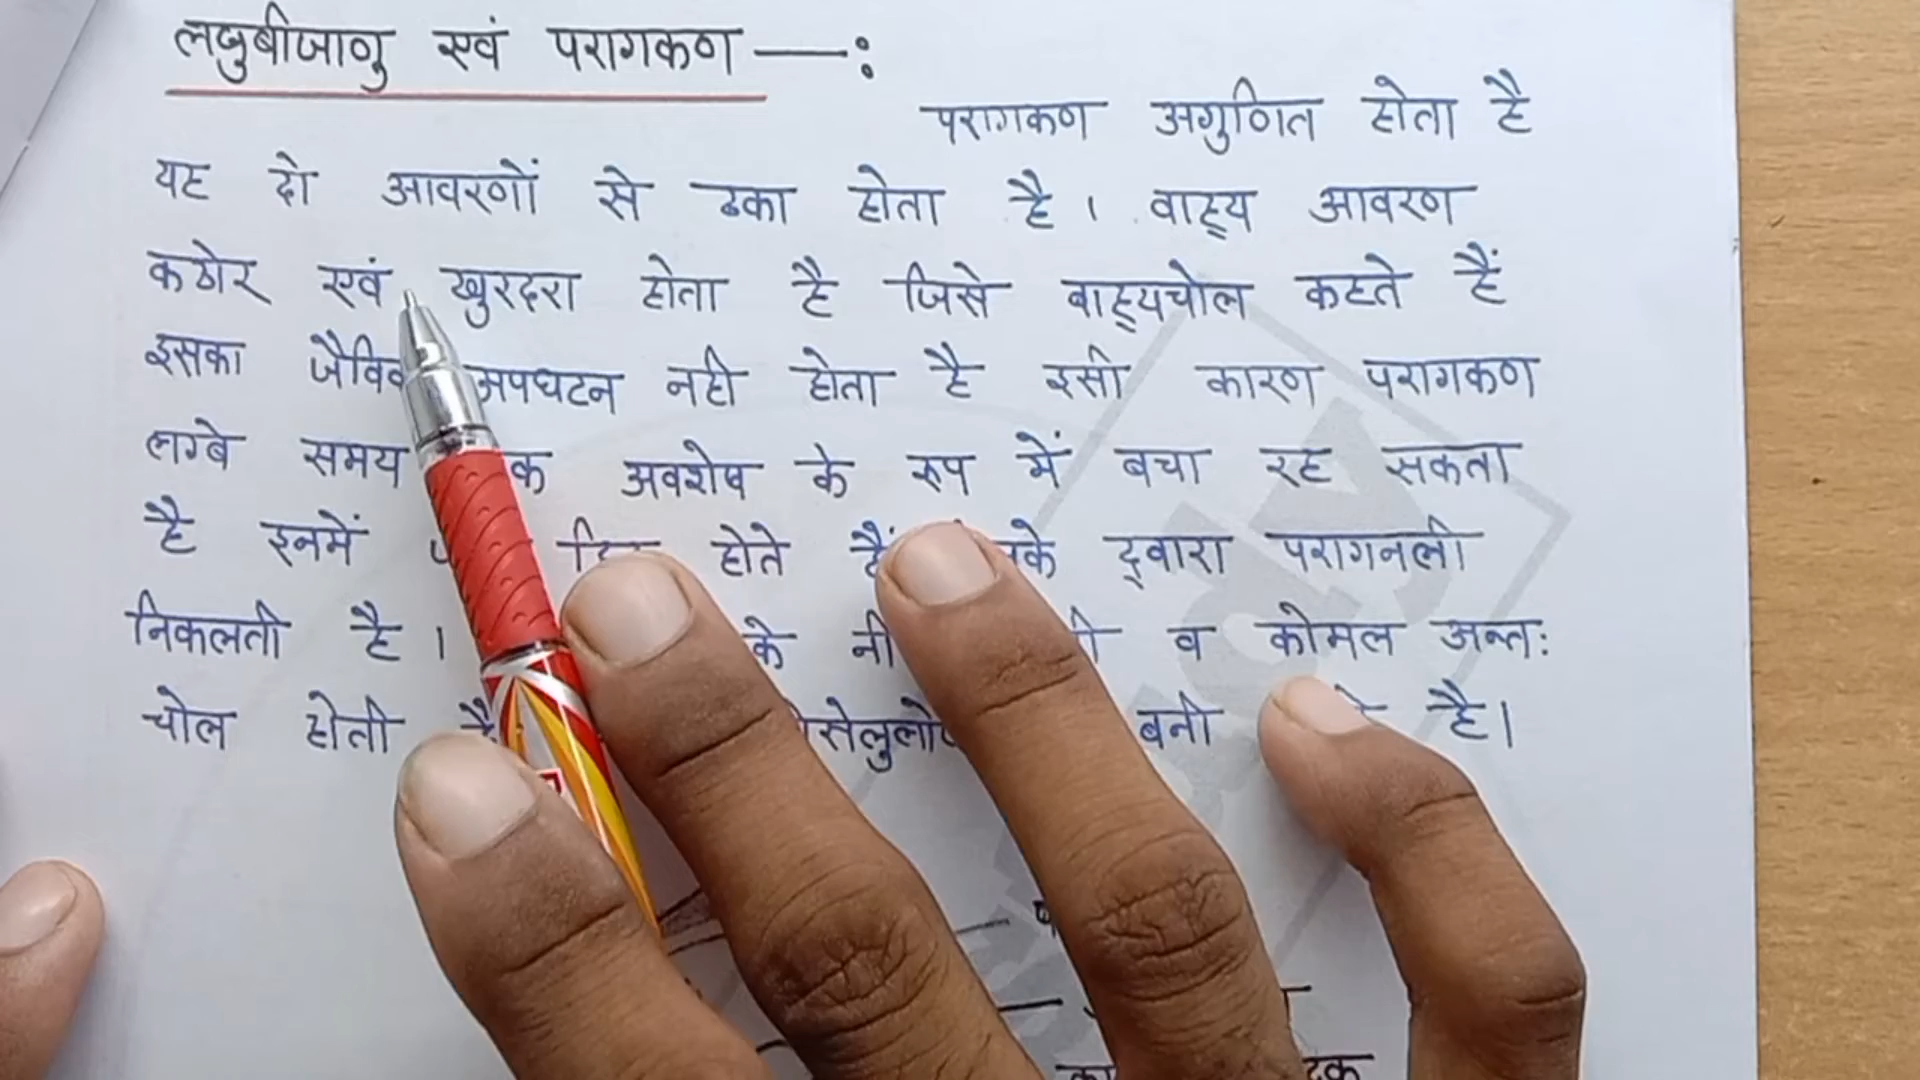 लघुबीजाणु एवं परागकण —:
परागकण अगुणित होता है
यह दो आवरणों से ढका होता है । वाह्य आवरण
कठोर एवं खुरदरा होता है जिसे बाह्यचोल कहते हैं
इसका अपघटन नही होता है इसी कारण परागकण
लम्बे समय अवशेष के रूप में बचा रह सकता
है इनमें होते हैं द्वारा परागनली
निकलती है । के व कोमल अन्तः
चोल होती बनी है।